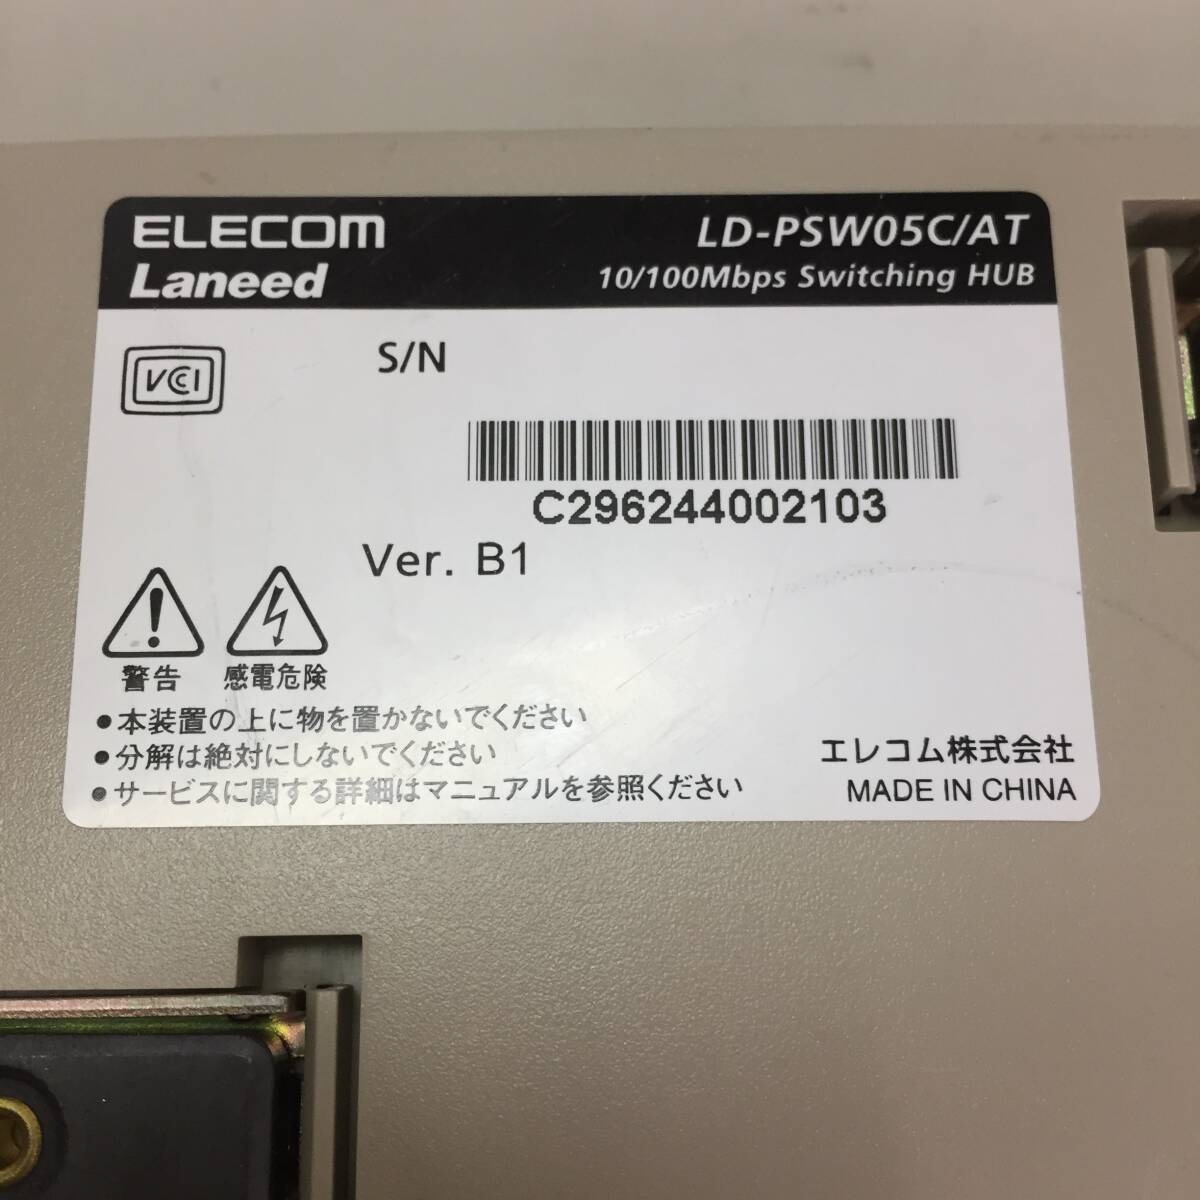 ELECOM
Laneed
LD-PSW05C/AT
10/100Mbps Switching HUB
VCCI
S/N
C296244002103
Ver. B1
警告
感電危険
●本装置の上に物を置かないでください
●分解は絶対にしないでください
●サービスに関する詳細はマニュアルを参照ください
エレコム株式会社
MADE IN CHINA